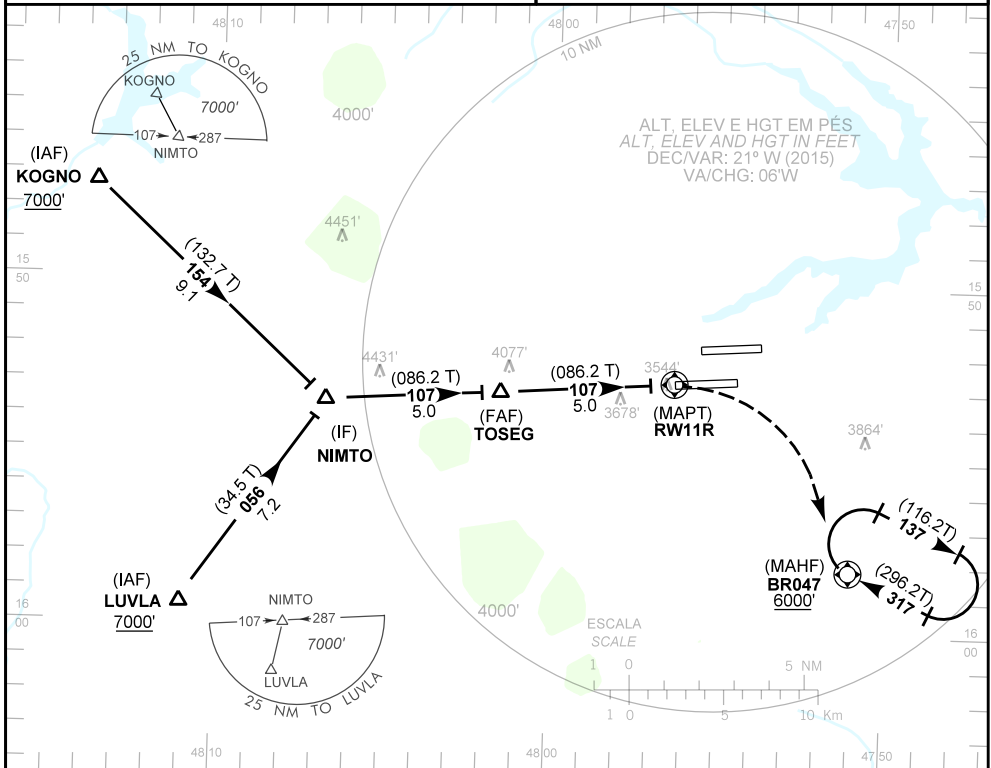 48 10
48 00
47 50
10 NM
25 NM TO KOGNO
KOGNO
7000'
107
287
NIMTO
4000'
ALT, ELEV E HGT EM PÉS
ALT, ELEV AND HGT IN FEET
DEC/VAR: 21º W (2015)
VA/CHG: 06'W
(IAF)
KOGNO
7000'
4451'
(132.7 T)
154
9.1
15
50
15
50
4431'
4077'
3544'
(086.2 T)
107
5.0
(086.2 T)
107
5.0
3678'
(IF)
NIMTO
(FAF)
TOSEG
(MAPT)
RW11R
3864'
(34.5 T)
056
7.2
(116.2T)
137
(IAF)
LUVLA
7000'
(MAHF)
BR047
6000'
(296.2T)
317
NIMTO
107
287
7000'
LUVLA
25 NM TO LUVLA
4000'
16
00
16
00
ESCALA
SCALE
1 0 5 NM
1 0 5 10 Km
48 10
48 00
47 50